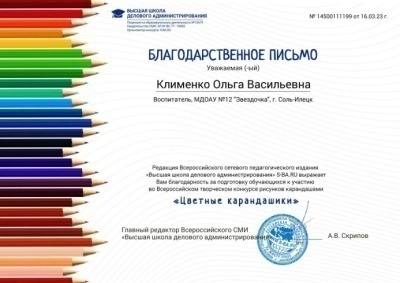 ВЫСШАЯ ШКОЛА
ДЕЛОВОГО АДМИНИСТРИРОВАНИЯ
№ 14500111199 от 16.03.23 г.
БЛАГОДАРСТВЕННОЕ ПИСЬМО
Уважаемая (-ый)
Клименко Ольга Васильевна
Воспитатель, МДОАУ №12 "Звездочка", г. Соль-Илецк
Редакция Всероссийского сетевого педагогического издания
«Высшая школа делового администрирования» S-BA.RU выражает
Вам благодарность за подготовку обучающихся к участию
во Всероссийском творческом конкурсе рисунков карандашами
«Цветные карандашики»
Главный редактор Всероссийского СМИ
«Высшая школа делового администрирования»
А.В. Скрипов